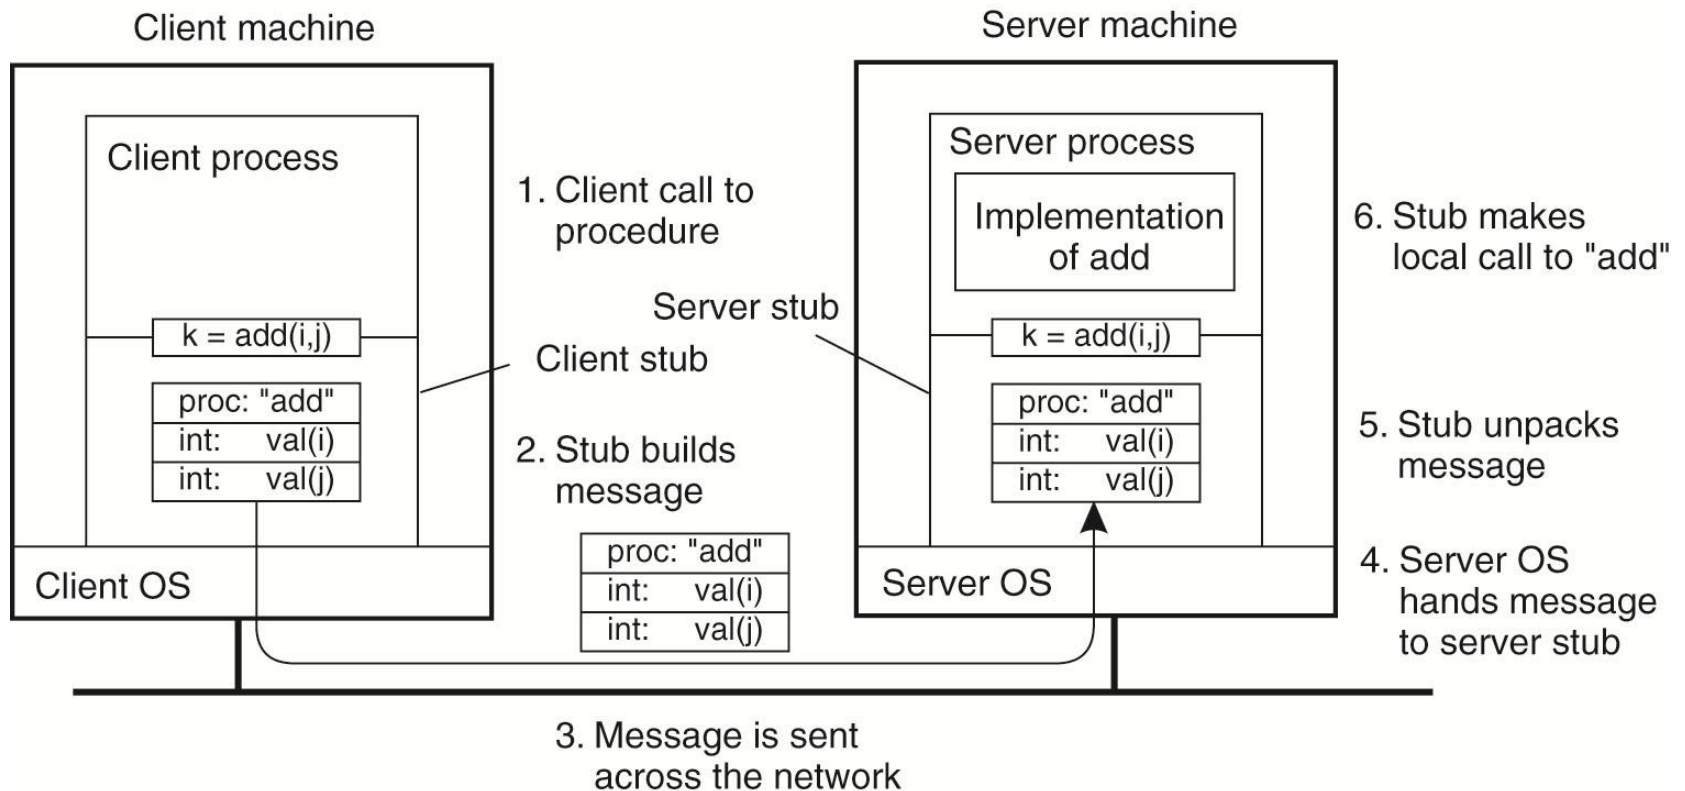 Client machine
Server machine
Client process
1. Client call to
procedure
k = add(i,j)
Client stub
proc: "add"
int: val(i)
int: val(j)
2. Stub builds
message
proc: "add"
int: val(i)
int: val(j)
Client OS
Server process
Implementation
of add
Server stub
k = add(i,j)
proc: "add"
int: val(i)
int: val(j)
Server OS
6. Stub makes
local call to "add"
5. Stub unpacks
message
4. Server OS
hands message
to server stub
3. Message is sent
across the network